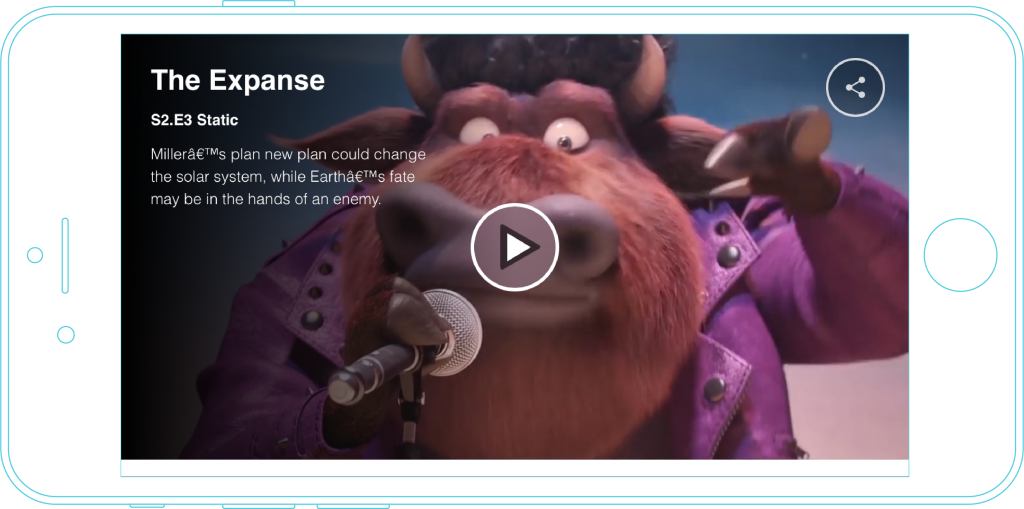 The Expanse
S2.E3 Static
Millerâ€™s plan new plan could change
the solar system, while Earthâ€™s fate
may be in the hands of an enemy.